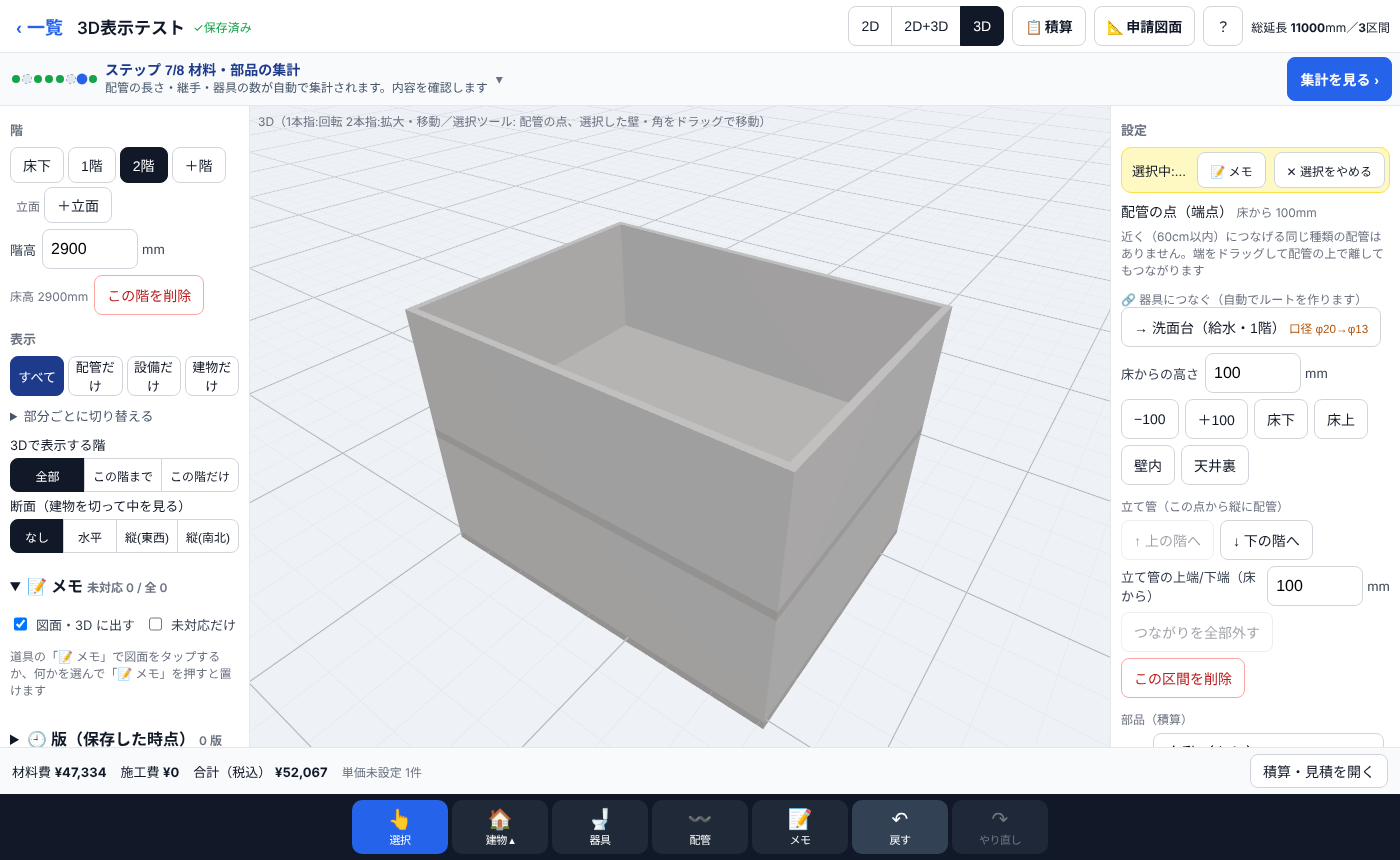 ‹ 一覧 3D表示テスト ✓保存済み 2D 2D+3D 3D 📋 積算 📐 申請図面 ? 総延長 11000mm／3区間
ステップ 7/8 材料・部品の集計
配管の長さ・継手・器具の数が自動で集計されます。内容を確認します ▼
集計を見る ›
階
床下 1階 2階 ＋階
立面 ＋立面
階高 2900 mm
床高 2900mm この階を削除
表示
すべて 配管だけ 設備だけ 建物だけ
▶ 部分ごとに切り替える
3Dで表示する階
全部 この階まで この階だけ
断面（建物を切って中を見る）
なし 水平 縦(東西) 縦(南北)
▼ 📝 メモ 未対応 0 / 全 0
図面・3D に出す 未対応だけ
道具の「📝 メモ」で図面をタップする
か、何かを選んで「📝 メモ」を押すと置
けます
▶ 🕘 版（保存した時点） 0 版
3D（1本指:回転 2本指:拡大・移動／選択ツール: 配管の点、選択した壁・角をドラッグで移動）
設定
選択中:... 📝 メモ ✕ 選択をやめる
配管の点（端点） 床から 100mm
近く（60cm以内）につなげる同じ種類の配管は
ありません。端をドラッグして配管の上で離して
もつながります
🔗 器具につなぐ（自動でルートを作ります）
→ 洗面台（給水・1階） 口径 φ20→φ13
床からの高さ 100 mm
−100 ＋100 床下 床上
壁内 天井裏
立て管（この点から縦に配管）
↑ 上の階へ ↓ 下の階へ
立て管の上端/下端（床
から） 100 mm
つながりを全部外す
この区間を削除
部品（積算）
材料費 ¥47,334 施工費 ¥0 合計（税込） ¥52,067 単価未設定 1件 積算・見積を開く
選択 建物▲ 器具 配管 メモ 戻す やり直し